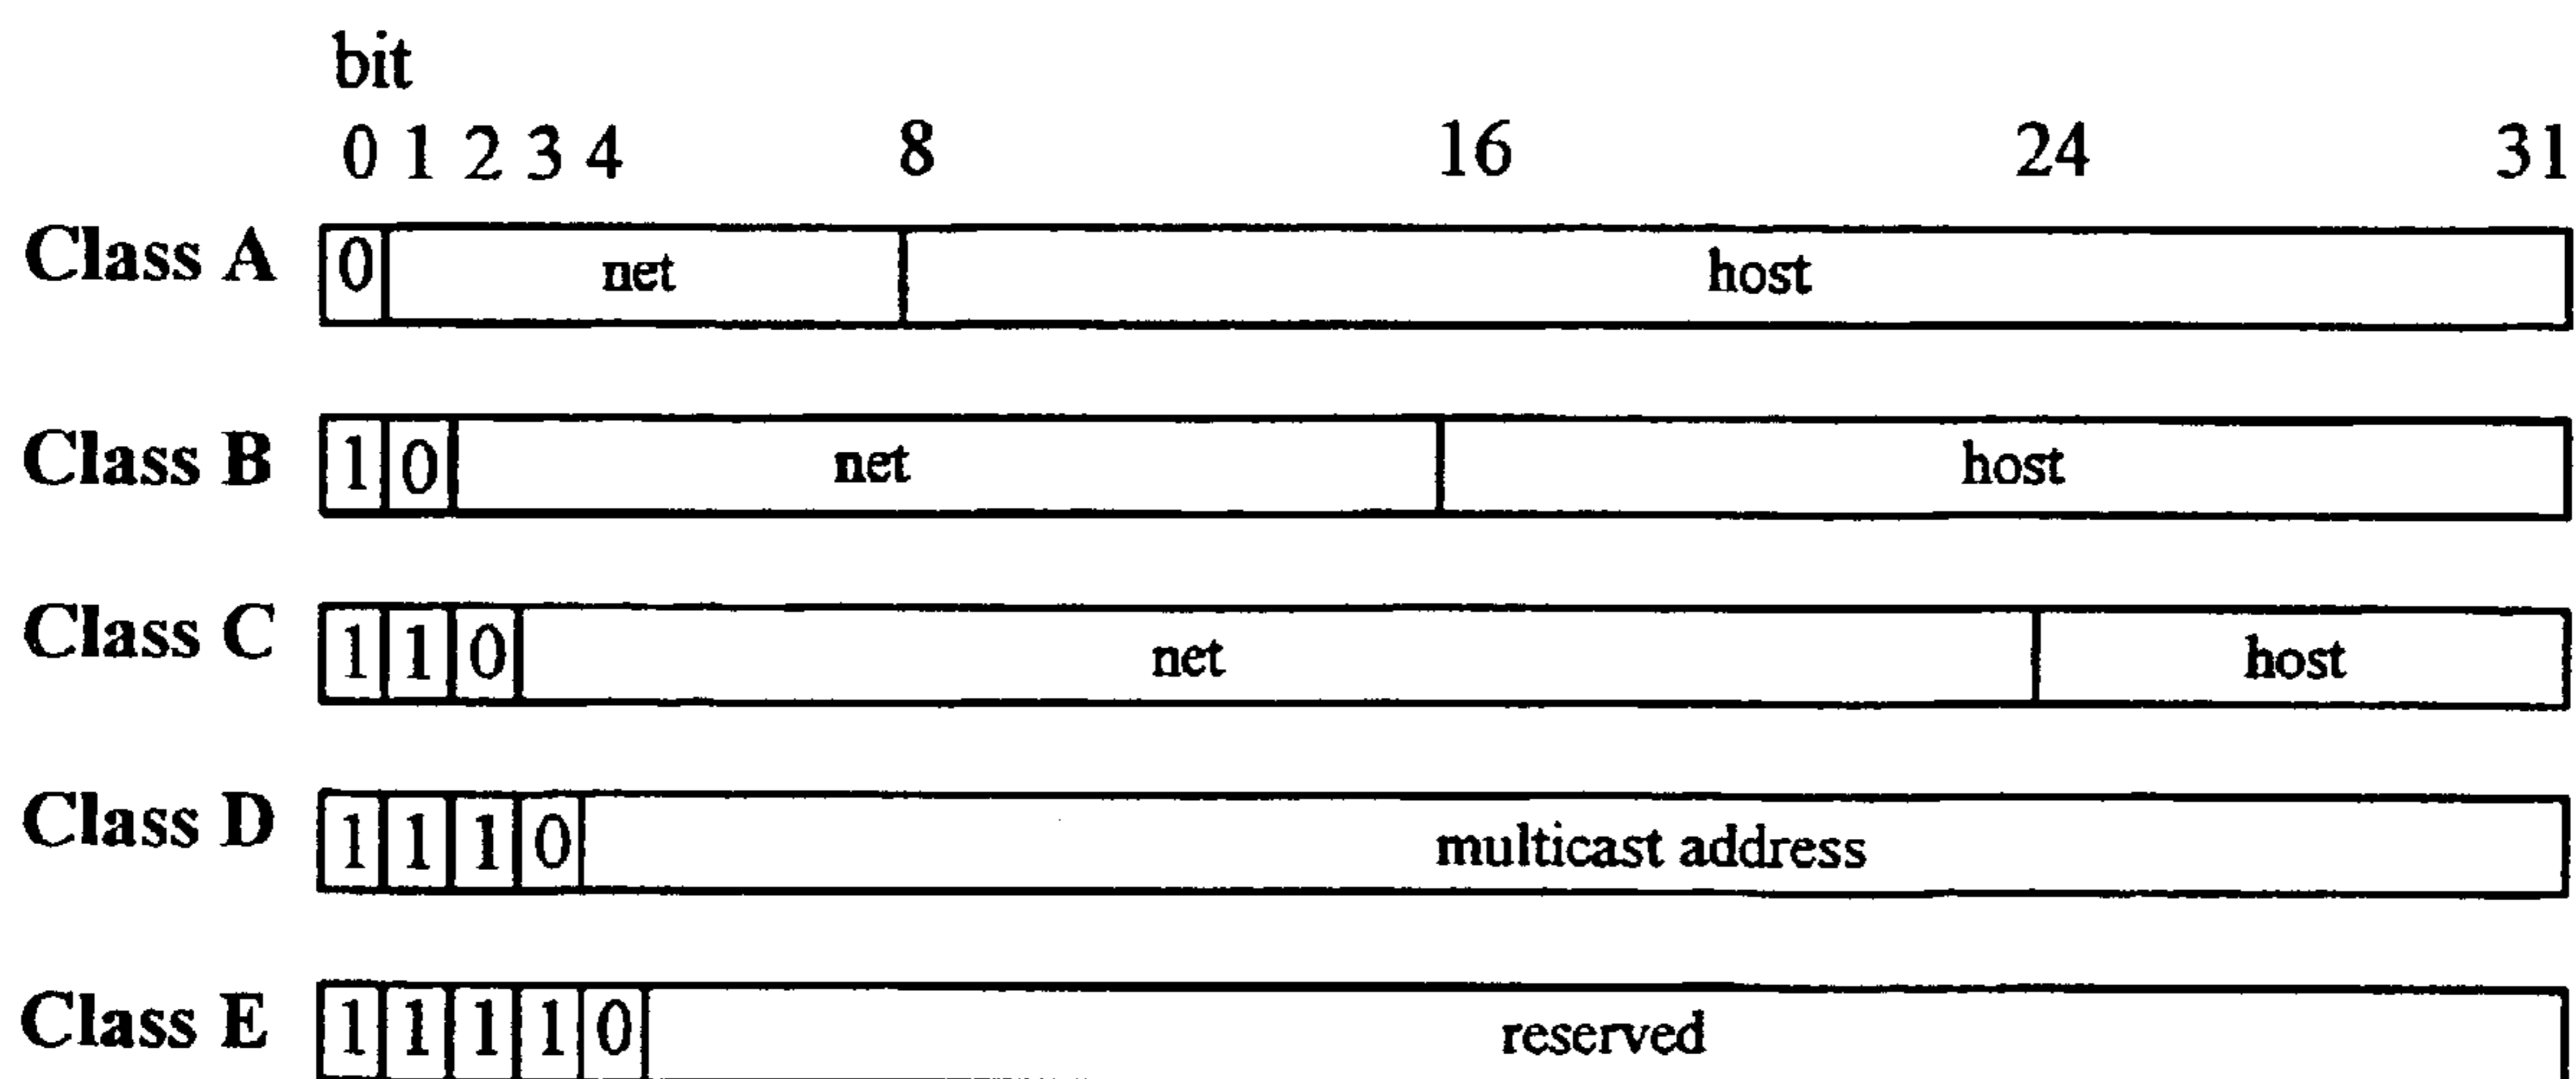 bit
0 1 2 3 4 8 16 24 31
Class A 0 net host
Class B 1 0 net host
Class C 1 1 0 net host
Class D 1 1 1 0 multicast address
Class E 1 1 1 1 0 reserved